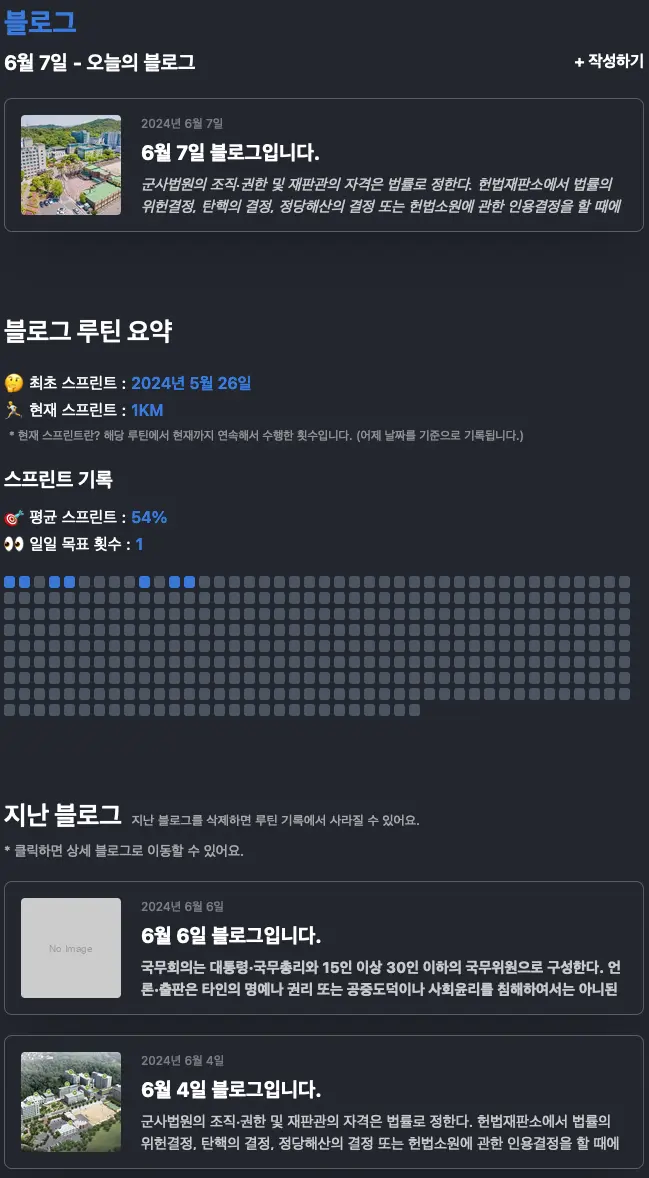 블로그
6월 7일 - 오늘의 블로그
+ 작성하기
2024년 6월 7일
6월 7일 블로그입니다.
군사법원의 조직·권한 및 재판관의 자격은 법률로 정한다. 헌법재판소에서 법률의
위헌결정, 탄핵의 결정, 정당해산의 결정 또는 헌법소원에 관한 인용결정을 할 때에
블로그 루틴 요약
🤔 최초 스프린트 : 2024년 5월 26일
🏃 현재 스프린트 : 1KM
* 현재 스프린트란? 해당 루틴에서 현재까지 연속해서 수행한 횟수입니다. (어제 날짜를 기준으로 기록됩니다.)
스프린트 기록
🎯 평균 스프린트 : 54%
👀 일일 목표 횟수 : 1
지난 블로그 지난 블로그를 삭제하면 루틴 기록에서 사라질 수 있어요.
* 클릭하면 상세 블로그로 이동할 수 있어요.
No Image
2024년 6월 6일
6월 6일 블로그입니다.
국무회의는 대통령·국무총리와 15인 이상 30인 이하의 국무위원으로 구성한다. 언
론·출판은 타인의 명예나 권리 또는 공중도덕이나 사회윤리를 침해하여서는 아니된
2024년 6월 4일
6월 4일 블로그입니다.
군사법원의 조직·권한 및 재판관의 자격은 법률로 정한다. 헌법재판소에서 법률의
위헌결정, 탄핵의 결정, 정당해산의 결정 또는 헌법소원에 관한 인용결정을 할 때에